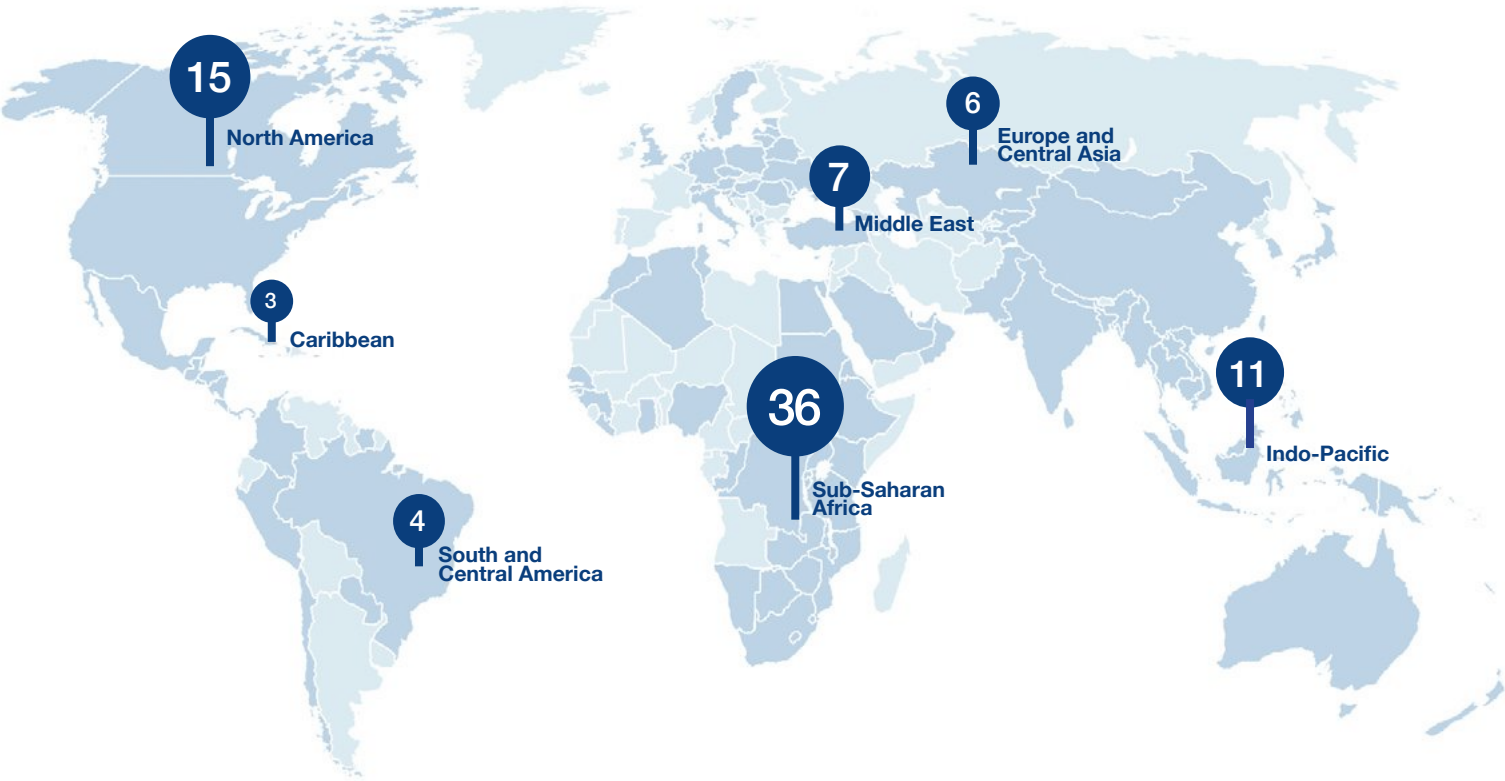 15
North America
6
Europe and
Central Asia
7
Middle East
3
Caribbean
11
Indo-Pacific
36
Sub-Saharan
Africa
4
South and
Central America